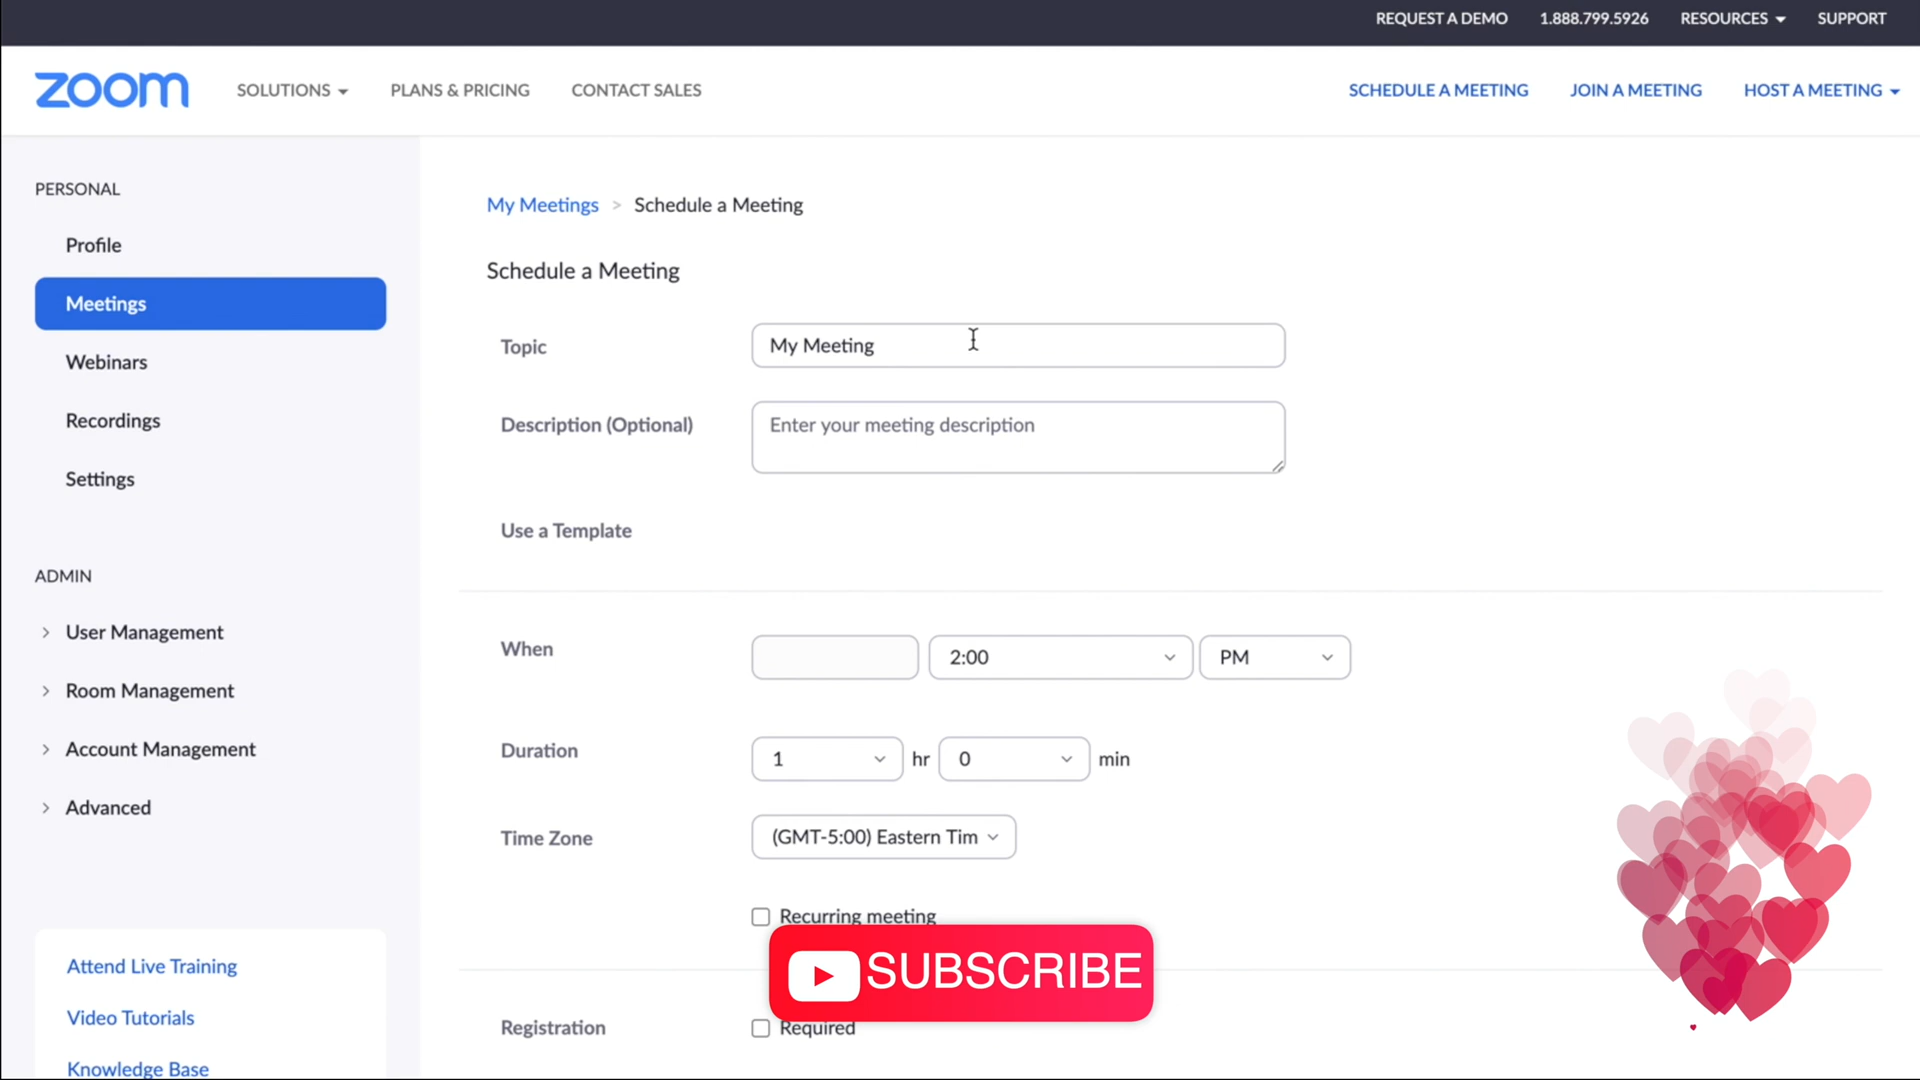 REQUEST A DEMO 1.888.799.5926 RESOURCES SUPPORT
zoom SOLUTIONS PLANS & PRICING CONTACT SALES SCHEDULE A MEETING JOIN A MEETING HOST A MEETING
PERSONAL
Profile
Meetings
Webinars
Recordings
Settings
ADMIN
User Management
Room Management
Account Management
Advanced
Attend Live Training
Video Tutorials
Knowledge Base
My Meetings > Schedule a Meeting
Schedule a Meeting
Topic My Meeting
Description (Optional) Enter your meeting description
Use a Template
When 2:00 PM
Duration 1 hr 0 min
Time Zone (GMT-5:00) Eastern Tim
Recurring meeting
SUBSCRIBE
Registration Required